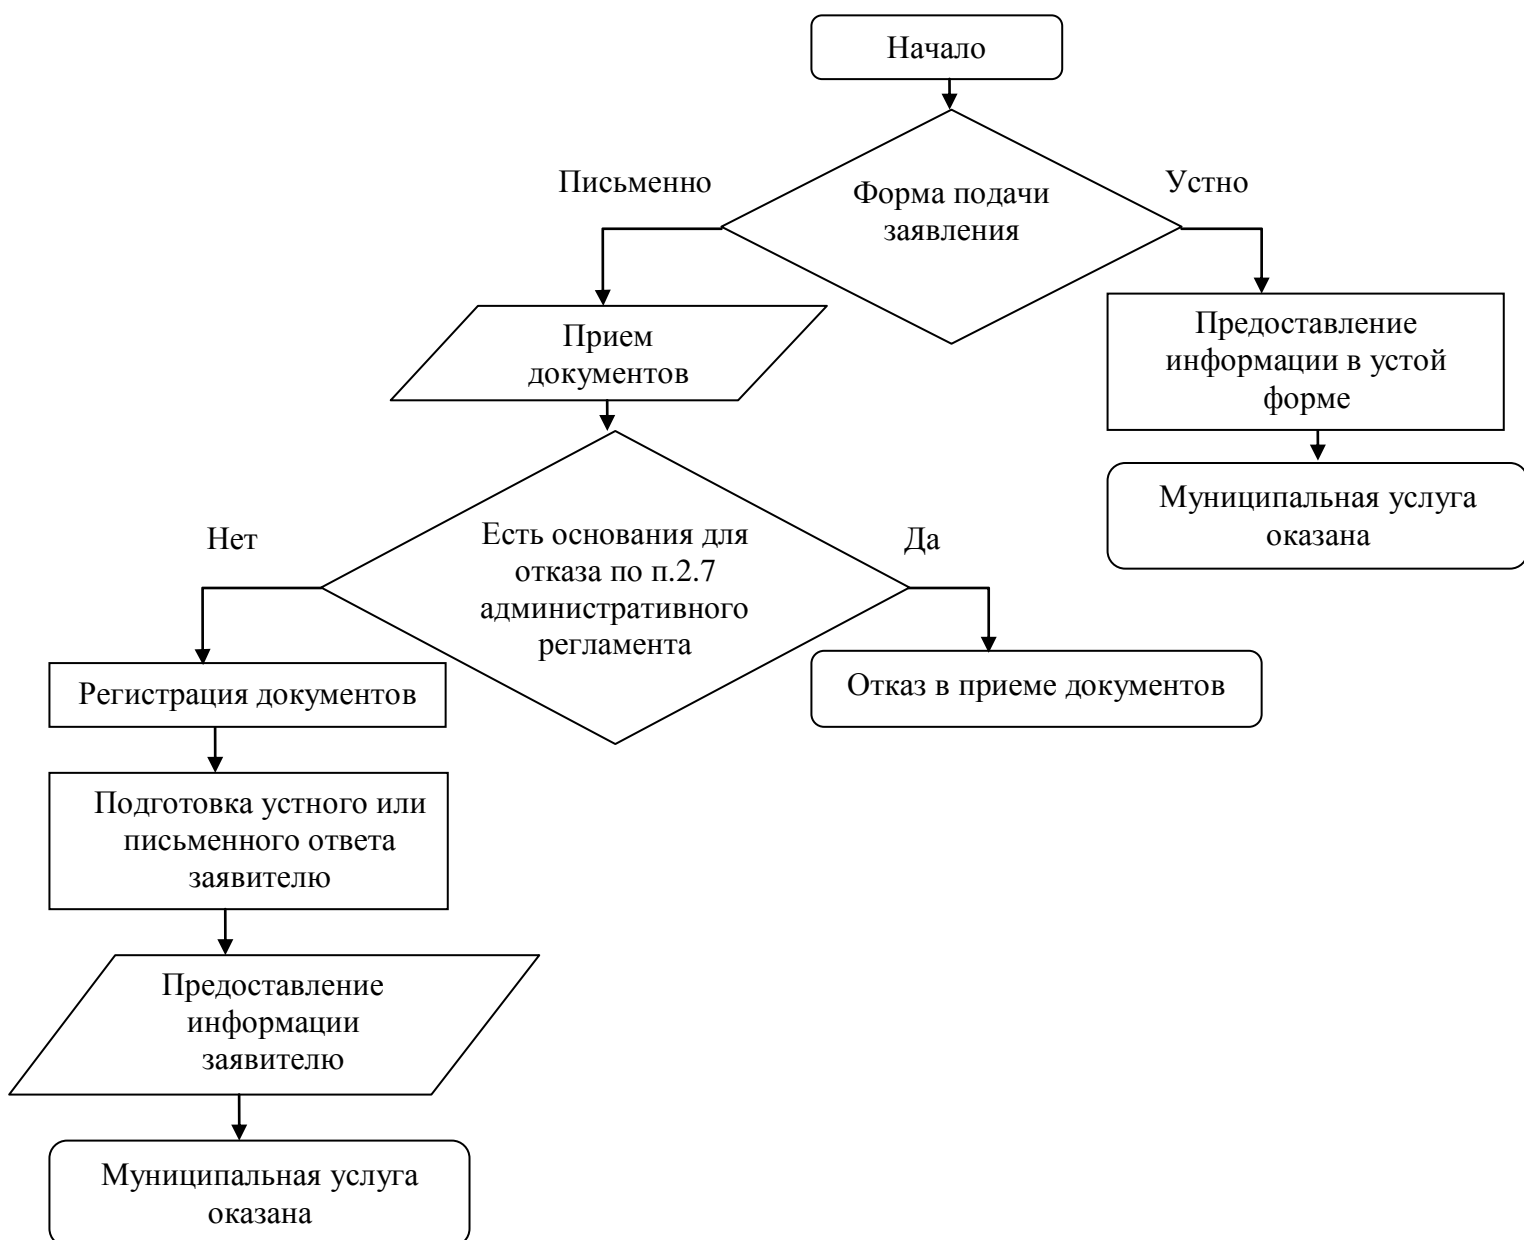 Начало
Письменно
Форма подачи
заявления
Устно
Прием
документов
Предоставление
информации в устой
форме
Муниципальная услуга
оказана
Нет
Есть основания для
отказа по п.2.7
административного
регламента
Да
Регистрация документов
Отказ в приеме документов
Подготовка устного или
письменного ответа
заявителю
Предоставление
информации
заявителю
Муниципальная услуга
оказана